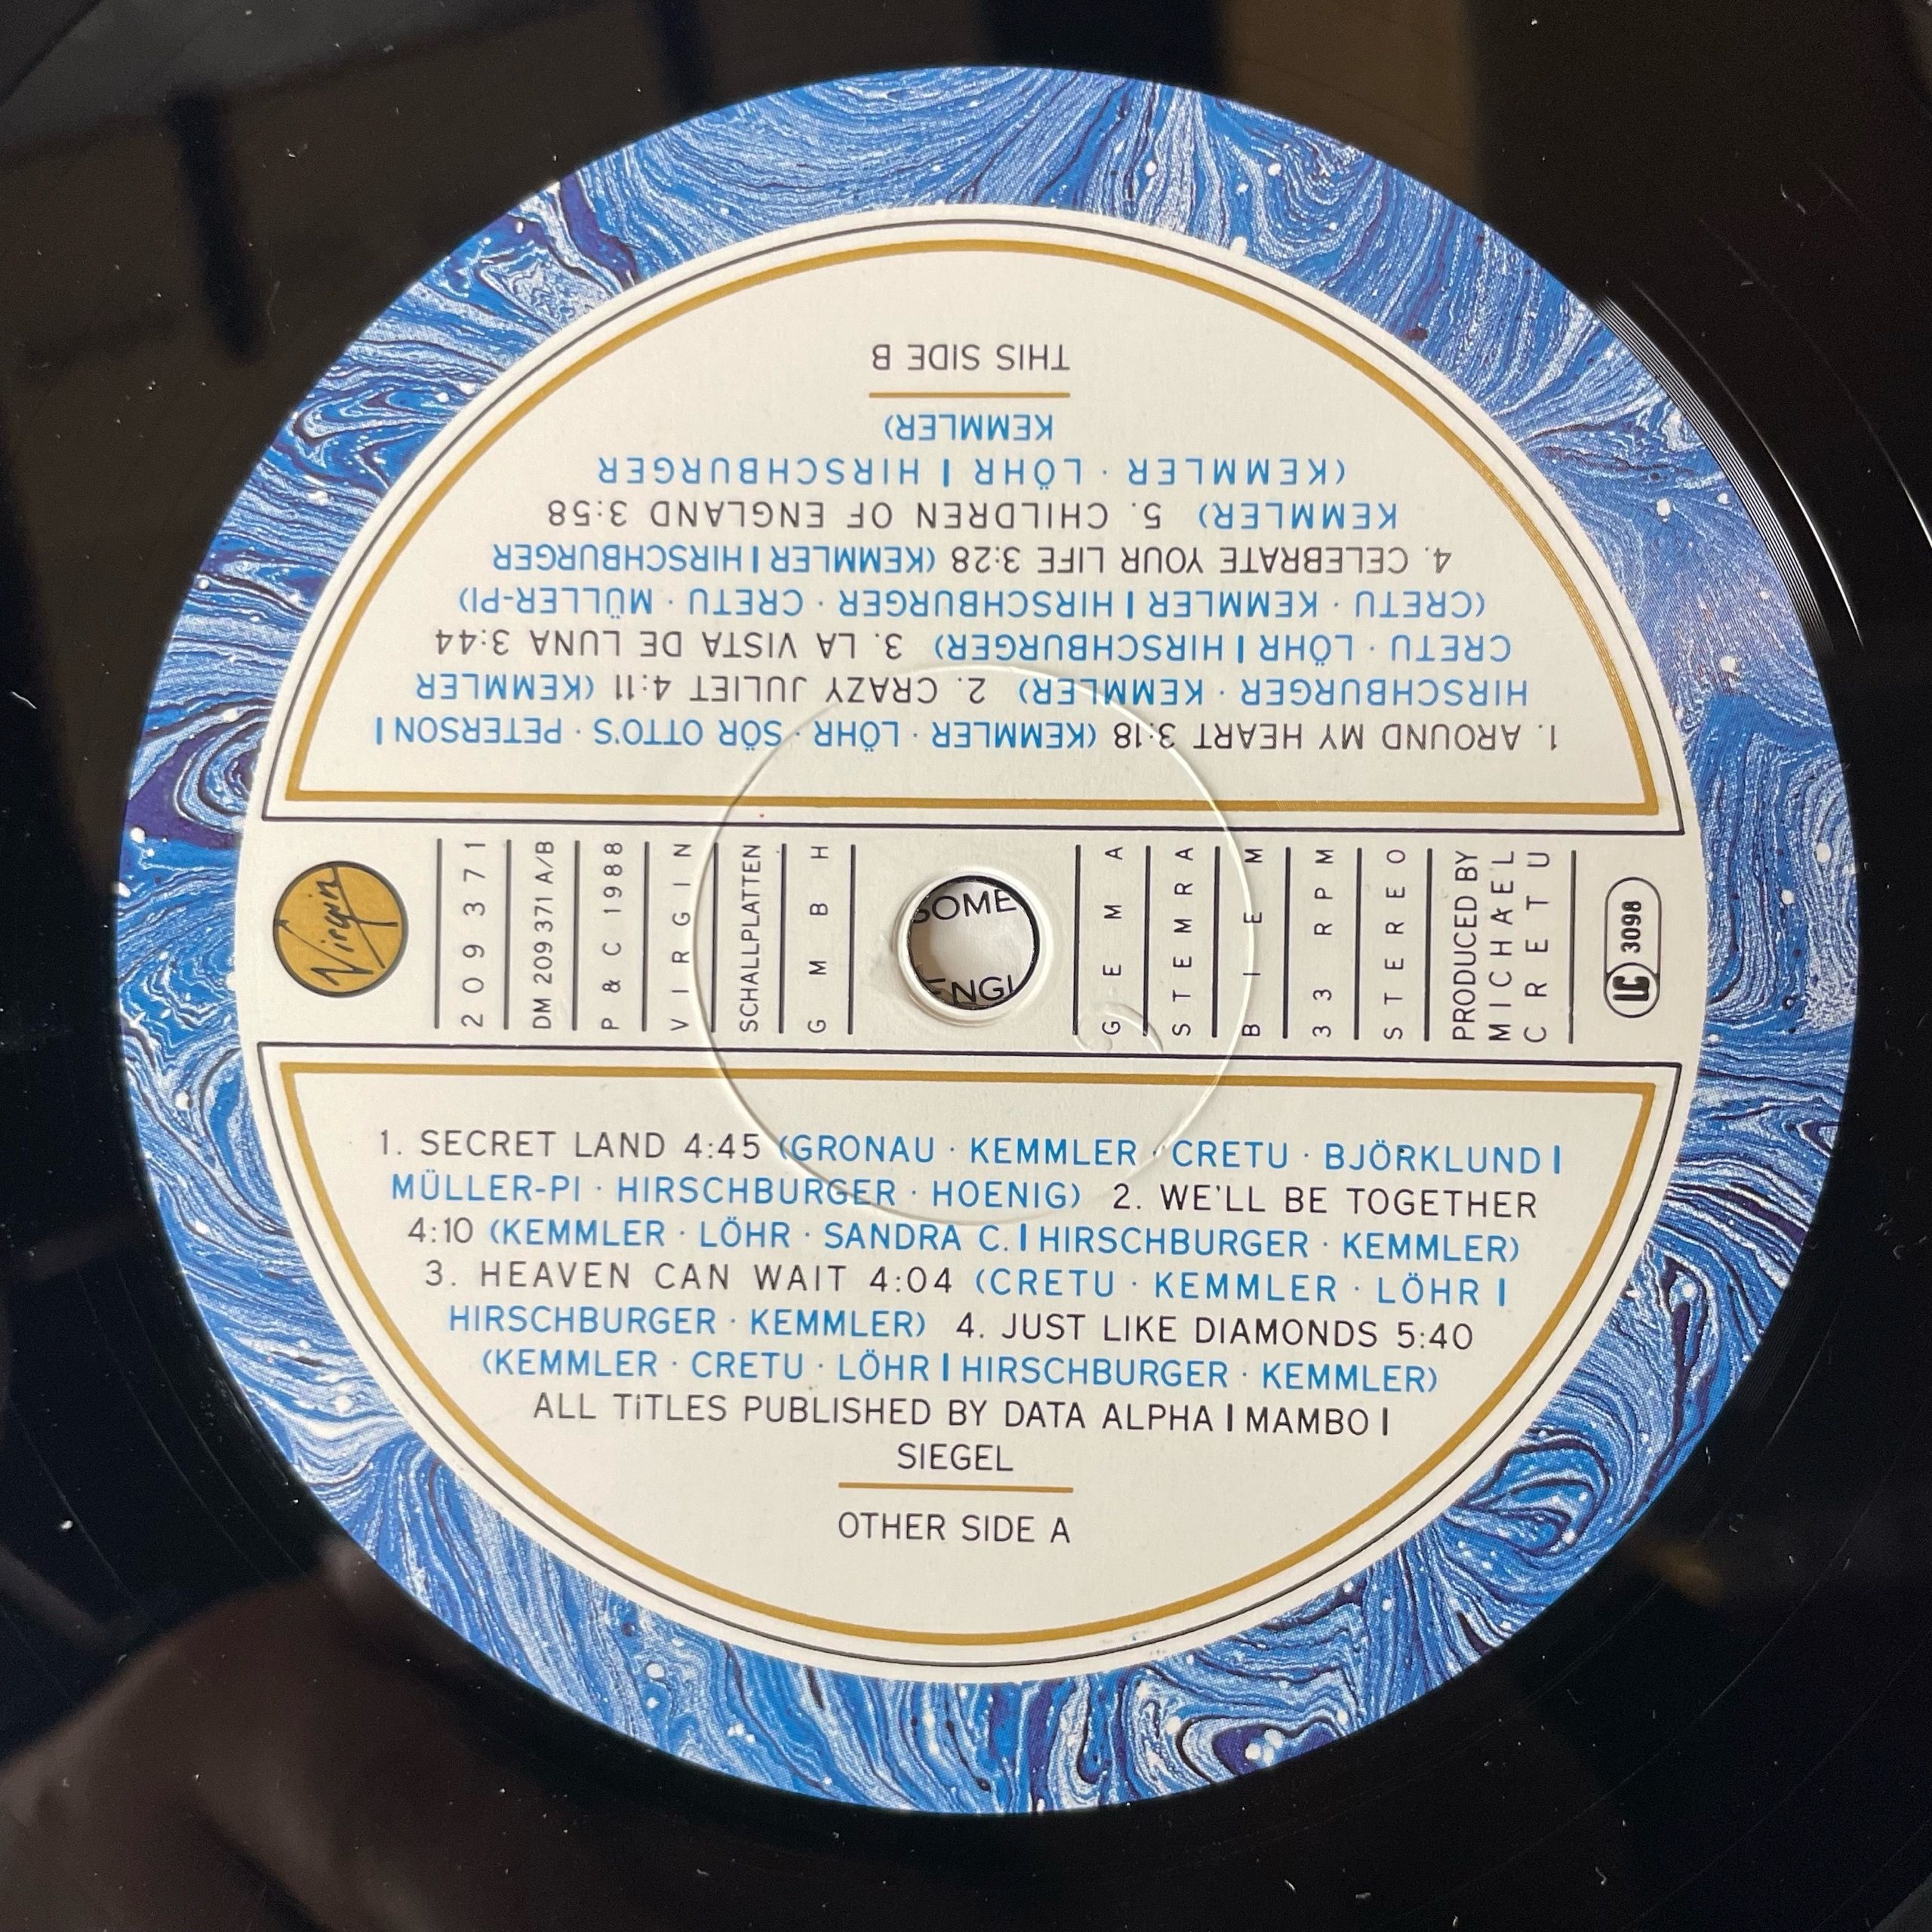 THIS SIDE B
1. AROUND MY HEART 3:18 (KEMMLER · LÖHR · SÖR OTTO'S · PETERSON |
HIRSCHBURGER · KEMMLER) 2. CRAZY JULIET 4:11 (KEMMLER
CRETU · LÖHR | HIRSCHBURGER) 3. LA VISTA DE LUNA 3:44
(CRETU · KEMMLER | HIRSCHBURGER · CRETU · MÜLLER-PI)
4. CELEBRATE YOUR LIFE 3:28 (KEMMLER | HIRSCHBURGER
KEMMLER) 5. CHILDREN OF ENGLAND 3:58
(KEMMLER · LÖHR | HIRSCHBURGER
KEMMLER)
Virgin
209371
DM 209 371 A/B
P & C 1988
VIRGIN
SCHALLPLATTEN
GMBH
SOME
ENGL
GEMA
STEMRA
BIEM
33 RPM
STEREO
PRODUCED BY
MICHAEL
CRETU
LC 3098
1. SECRET LAND 4:45 (GRONAU · KEMMLER · CRETU · BJÖRKLUND |
MÜLLER-PI · HIRSCHBURGER · HOENIG) 2. WE'LL BE TOGETHER
4:10 (KEMMLER · LÖHR · SANDRA C. | HIRSCHBURGER · KEMMLER)
3. HEAVEN CAN WAIT 4:04 (CRETU · KEMMLER · LÖHR |
HIRSCHBURGER · KEMMLER) 4. JUST LIKE DIAMONDS 5:40
(KEMMLER · CRETU · LÖHR | HIRSCHBURGER · KEMMLER)
ALL TiTLES PUBLISHED BY DATA ALPHA | MAMBO |
SIEGEL
OTHER SIDE A